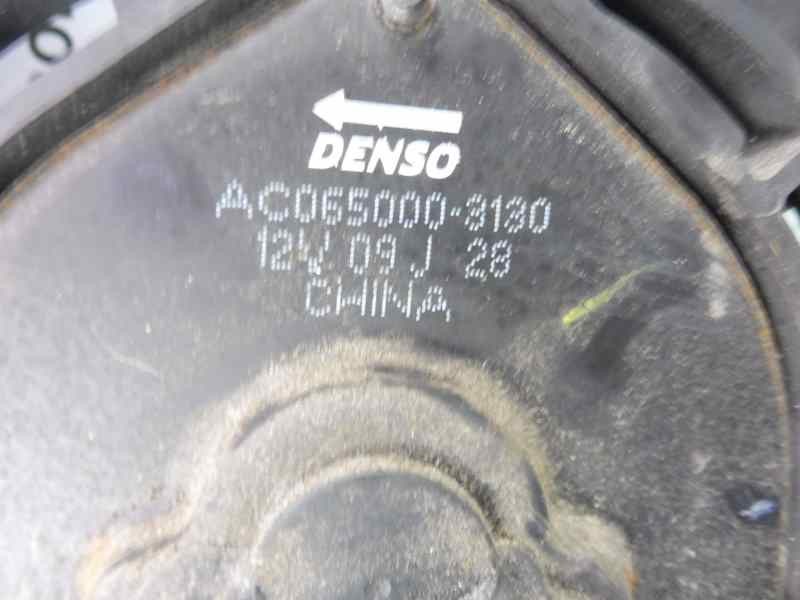 DENSO
AC065000-3130
12V 09 J 28
CHINA